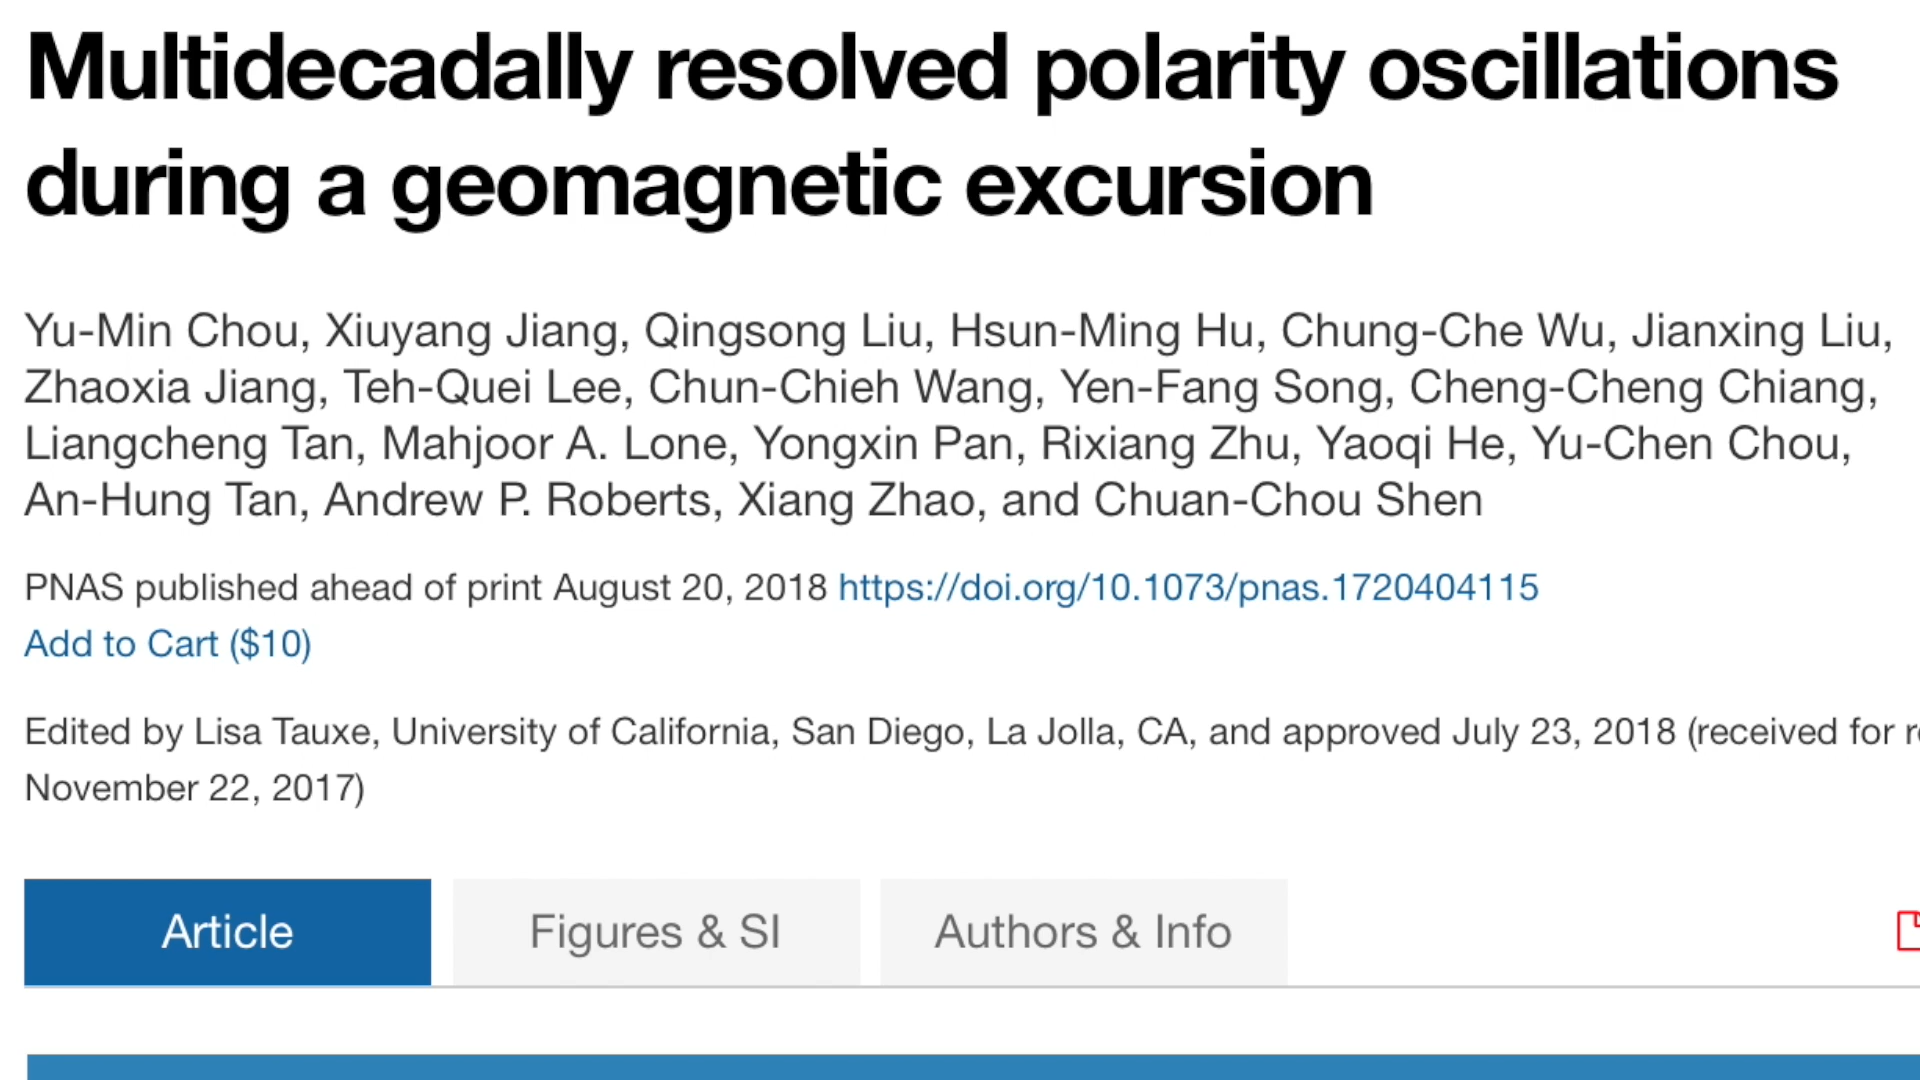 Multidecadally resolved polarity oscillations
during a geomagnetic excursion
Yu-Min Chou, Xiuyang Jiang, Qingsong Liu, Hsun-Ming Hu, Chung-Che Wu, Jianxing Liu,
Zhaoxia Jiang, Teh-Quei Lee, Chun-Chieh Wang, Yen-Fang Song, Cheng-Cheng Chiang,
Liangcheng Tan, Mahjoor A. Lone, Yongxin Pan, Rixiang Zhu, Yaoqi He, Yu-Chen Chou,
An-Hung Tan, Andrew P. Roberts, Xiang Zhao, and Chuan-Chou Shen
PNAS published ahead of print August 20, 2018 https://doi.org/10.1073/pnas.1720404115
Add to Cart ($10)
Edited by Lisa Tauxe, University of California, San Diego, La Jolla, CA, and approved July 23, 2018 (received for
November 22, 2017)
Article Figures & SI Authors & Info